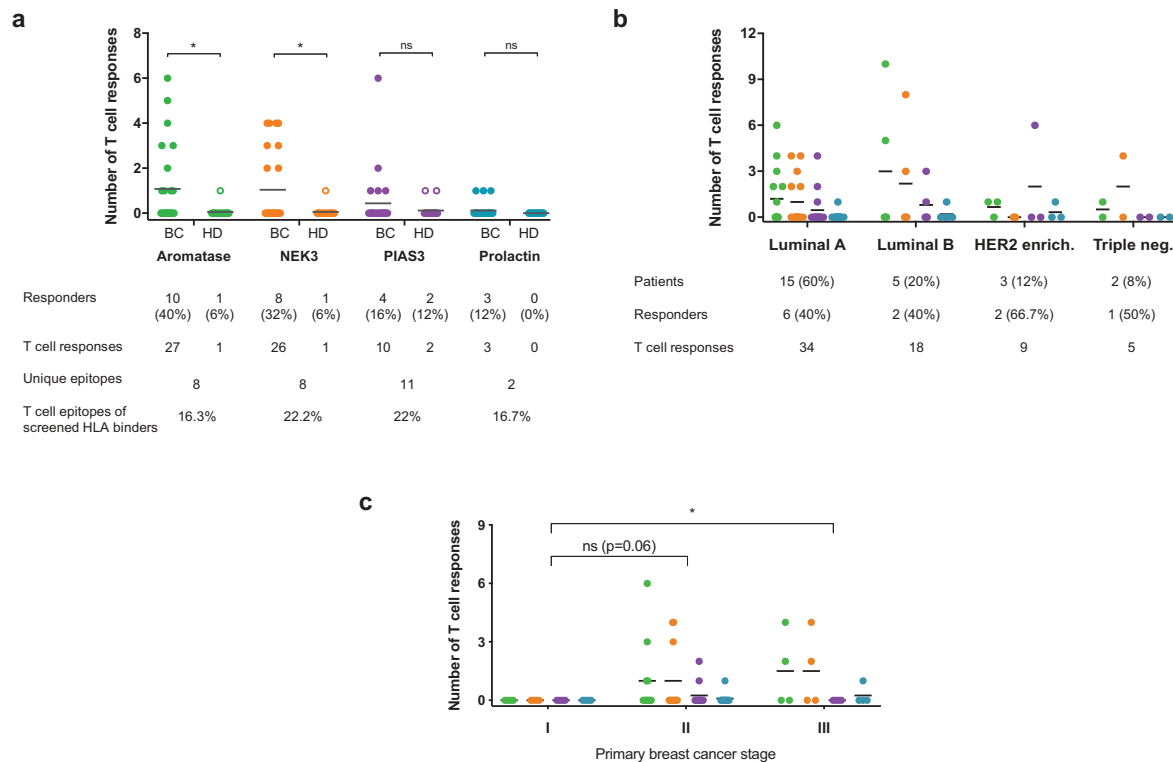 a
Number of T cell responses
8
6
4
2
0
* * ns ns
BC HD BC HD BC HD BC HD
Aromatase NEK3 PIAS3 Prolactin
Responders 10 1 8 1 4 2 3 0
(40%) (6%) (32%) (6%) (16%) (12%) (12%) (0%)
T cell responses 27 1 26 1 10 2 3 0
Unique epitopes 8 8 11 2
T cell epitopes of
screened HLA binders 16.3% 22.2% 22% 16.7%
b
Number of T cell responses
12
9
6
3
0
Luminal A Luminal B HER2 enrich. Triple neg.
Patients 15 (60%) 5 (20%) 3 (12%) 2 (8%)
Responders 6 (40%) 2 (40%) 2 (66.7%) 1 (50%)
T cell responses 34 18 9 5
c
Number of T cell responses
9
6
3
0
*
ns (p=0.06)
I II III
Primary breast cancer stage